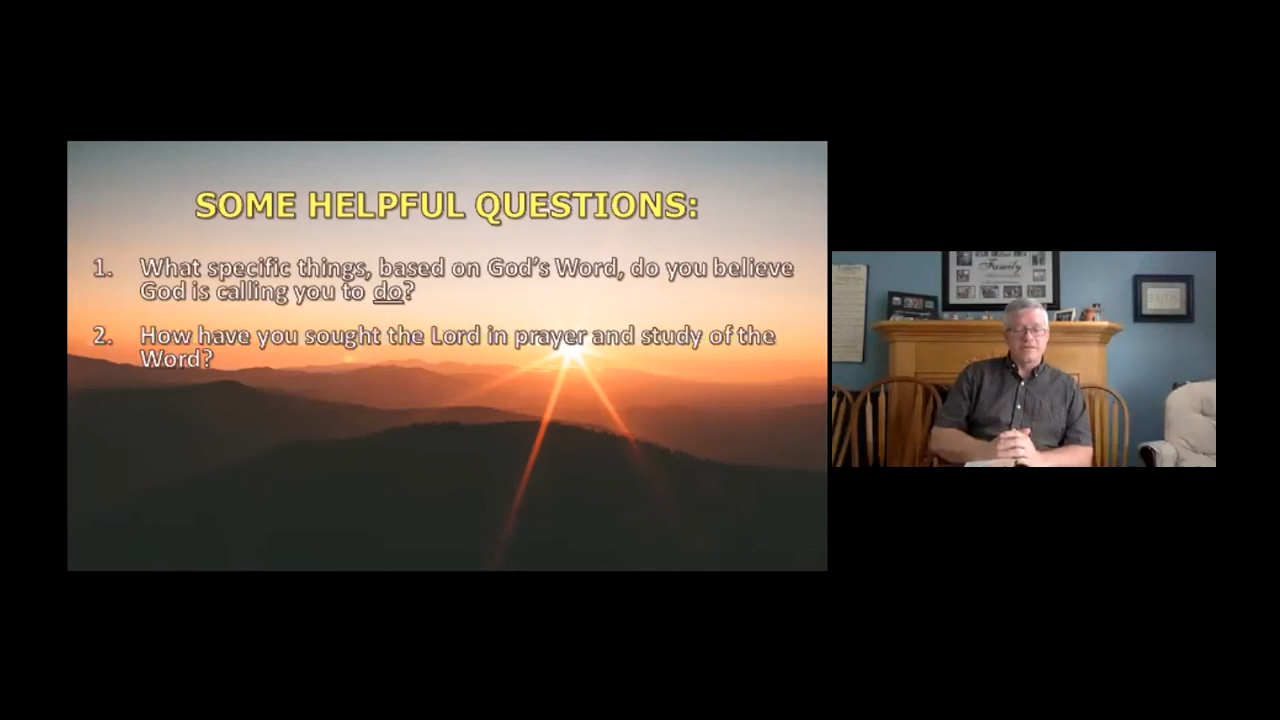 SOME HELPFUL QUESTIONS:
1. What specific things, based on God's Word, do you believe
God is calling you to do?
2. How have you sought the Lord in prayer and study of the
Word?
Family
FAITH